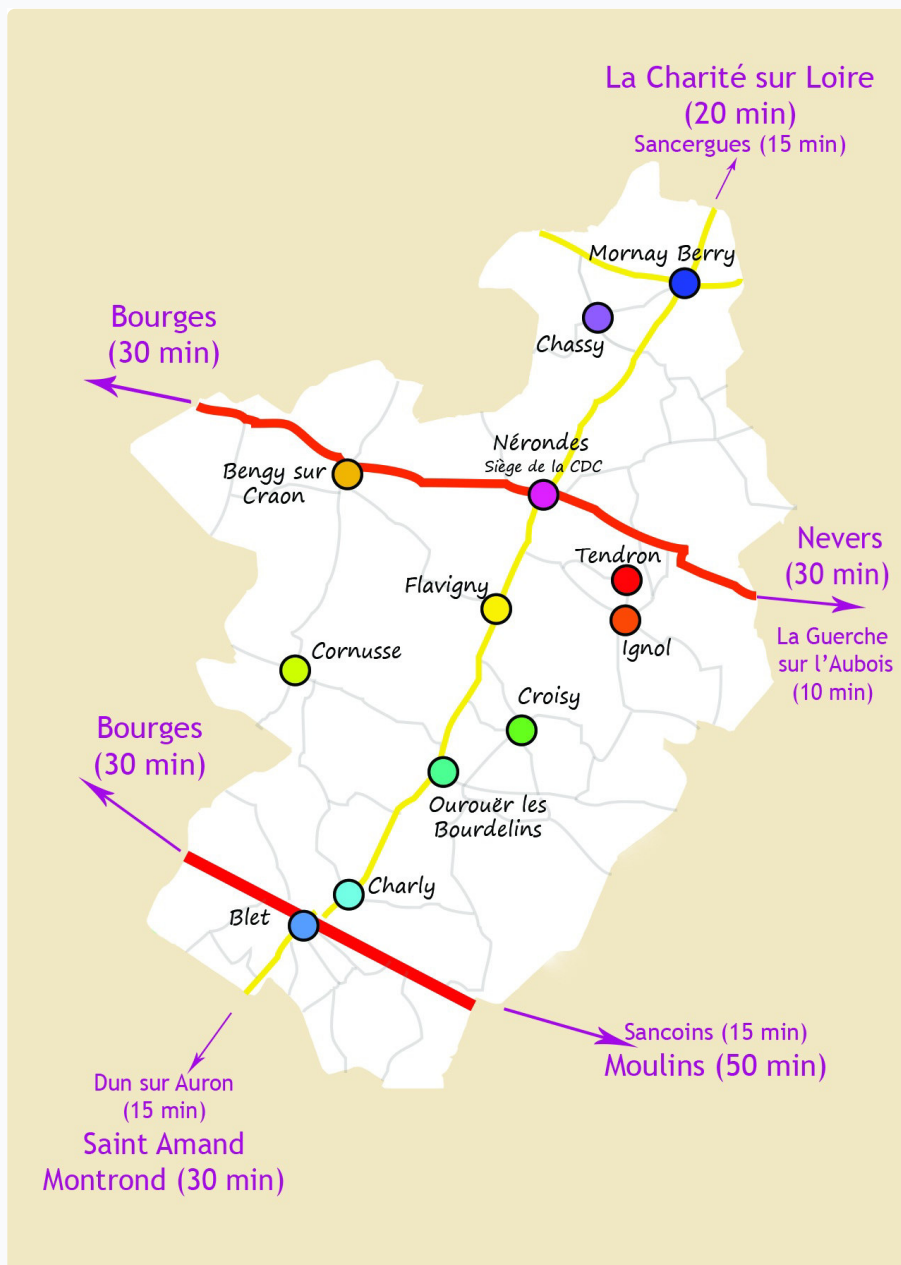 La Charité sur Loire
(20 min)
Sancergues (15 min)
Mornay Berry
Bourges
(30 min)
Chassy
Nérondes
Siège de la CDC
Bengy sur
Craon
Nevers
(30 min)
Tendron
Flavigny
La Guerche
sur l'Aubois
(10 min)
Ignol
Cornusse
Croisy
Bourges
(30 min)
Ourouër les
Bourdelins
Charly
Blet
Sancoins (15 min)
Moulins (50 min)
Dun sur Auron
(15 min)
Saint Amand
Montrond (30 min)